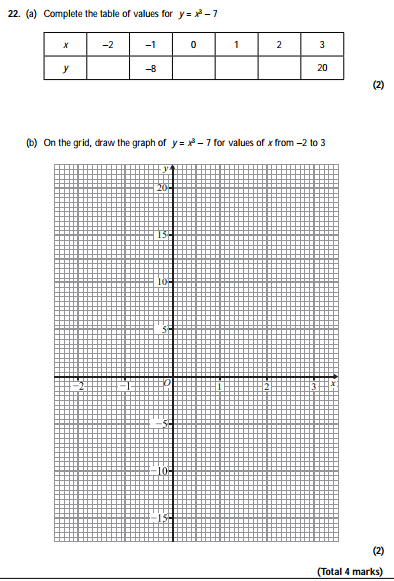 22. (a) Complete the table of values for y = x³ – 7
x –2 –1 0 1 2 3
y –8 20
(2)
(b) On the grid, draw the graph of y = x³ – 7 for values of x from –2 to 3
y
20
15
10
5
–2 –1 O 1 2 3 x
–5
–10
–15
(2)
(Total 4 marks)